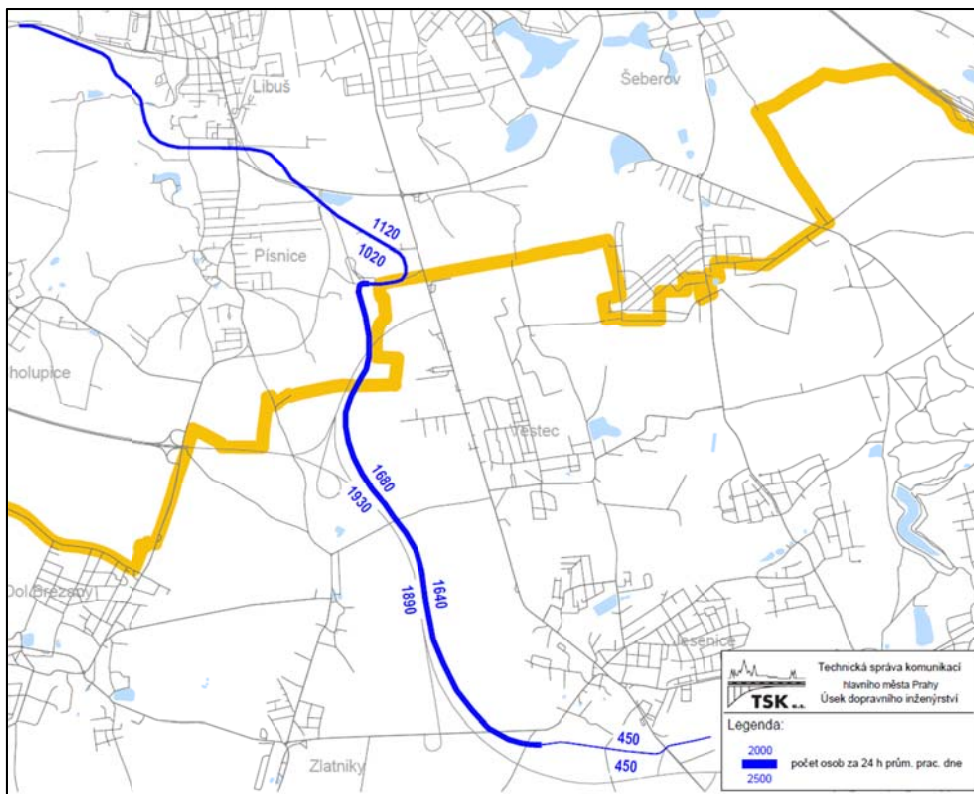 Libuš
Šeberov
1120
1020
Písnice
holupice
Vestec
1680
1930
Dol.Břežany
1640
1890
Jesenice
450
450
Zlatníky
Technická správa komunikací
hlavního města Prahy
Úsek dopravního inženýrství
TSK a.s.
Legenda:
2000
počet osob za 24 h prům. prac. dne
2500